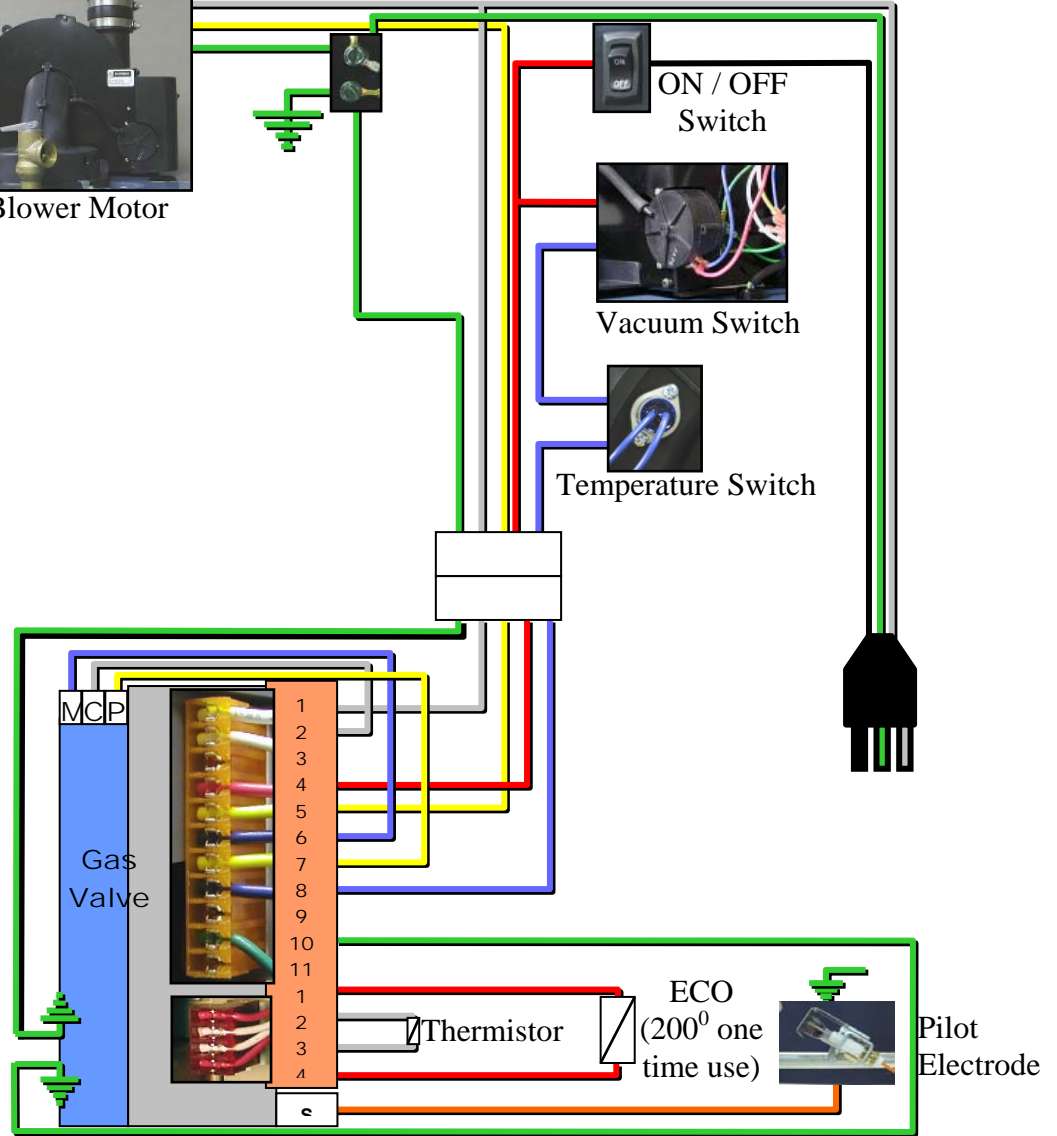 ON
OFF
ON / OFF
Switch
Blower Motor
Vacuum Switch
Temperature Switch
M C P
Gas
Valve
1
2
3
4
5
6
7
8
9
10
11
1
2
3
4
S
Thermistor
ECO
(200⁰ one
time use)
Pilot
Electrode